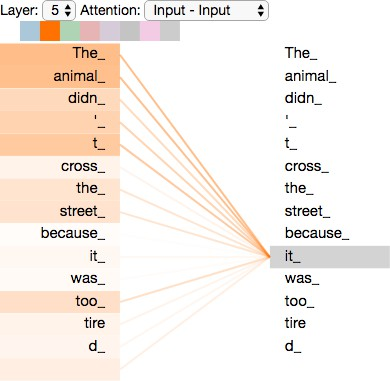 Layer: 5 Attention: Input - Input
The_ The_
animal_ animal_
didn_ didn_
'_ '_
t_ t_
cross_ cross_
the_ the_
street_ street_
because_ because_
it_ it_
was_ was_
too_ too_
tire tire
d_ d_